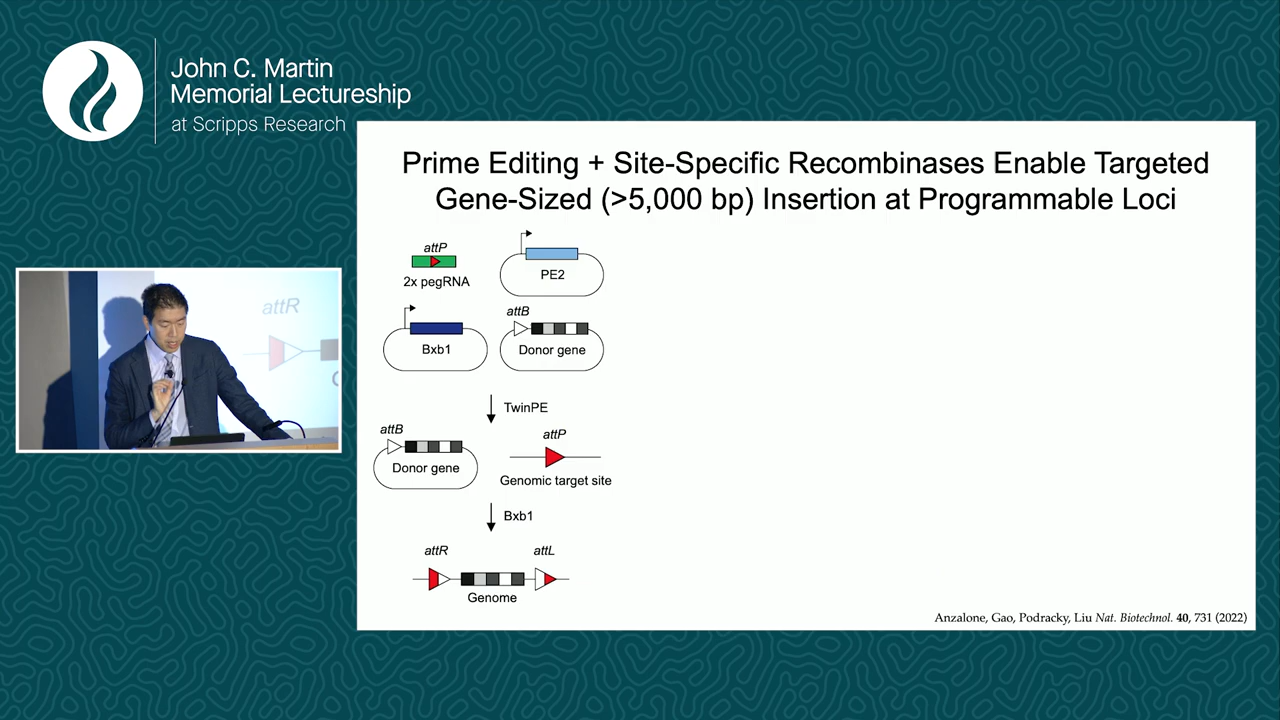 John C. Martin
Memorial Lectureship
at Scripps Research
Prime Editing + Site-Specific Recombinases Enable Targeted
Gene-Sized (>5,000 bp) Insertion at Programmable Loci
attP
2x pegRNA
PE2
Bxb1
attB
Donor gene
TwinPE
attB
Donor gene
attP
Genomic target site
Bxb1
attR
attL
Genome
Anzalone, Gao, Podracky, Liu Nat. Biotechnol. 40, 731 (2022)
attR